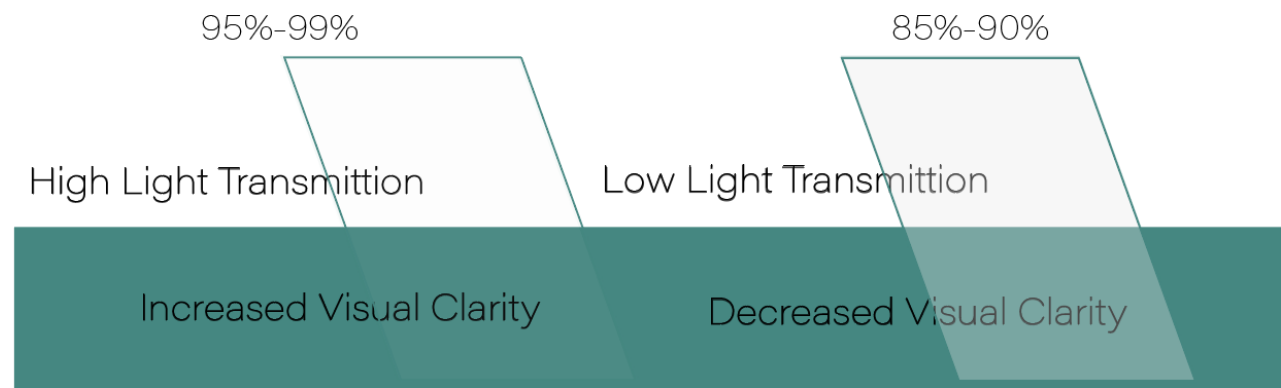 95%-99%
85%-90%
High Light Transmittion
Low Light Transmittion
Increased Visual Clarity
Decreased Visual Clarity